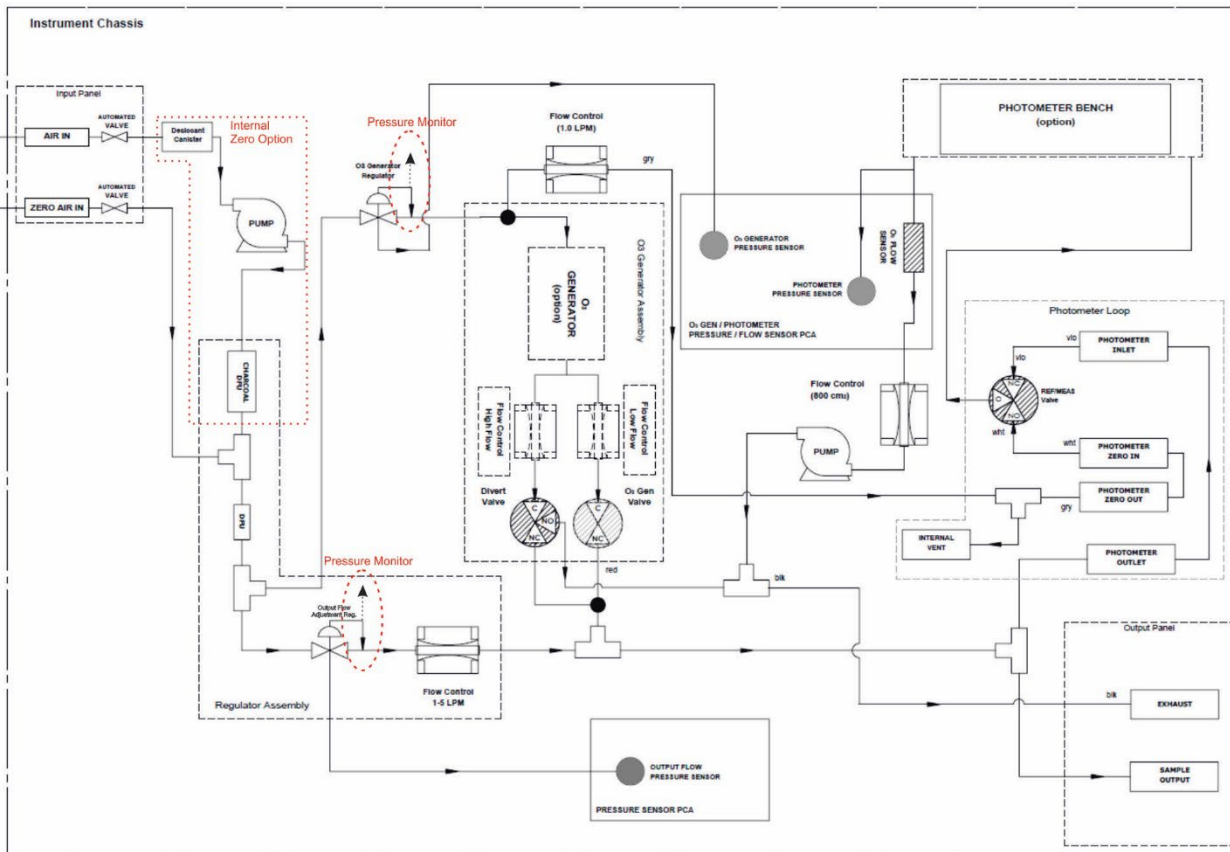 Instrument Chassis
Input Panel
AUTOMATED
VALVE
AIR IN
AUTOMATED
VALVE
ZERO AIR IN
Internal
Zero Option
Desiccant
Canister
PUMP
CHARCOAL
DFU
DFU
Regulator Assembly
Pressure Monitor
O3 Generator
Regulator
Pressure Monitor
Output Flow
Adjustment Reg.
Flow Control
1-5 LPM
Flow Control
(1.0 LPM)
gry
O3 Generator Assembly
O₃
GENERATOR
(option)
Flow Control
High Flow
Flow Control
Low Flow
Divert
Valve
C
NO
NC
O₃ Gen
Valve
C
NC
red
blk
O₃ GENERATOR
PRESSURE SENSOR
PHOTOMETER
PRESSURE SENSOR
O₃ FLOW
SENSOR
O₃ GEN / PHOTOMETER
PRESSURE / FLOW SENSOR PCA
Flow Control
PUMP
PHOTOMETER BENCH
(option)
Photometer Loop
vlo
vlo
PHOTOMETER
INLET
NC
NO
REF/MEAS
Valve
wht
wht
PHOTOMETER
ZERO IN
gry
PHOTOMETER
ZERO OUT
INTERNAL
VENT
PHOTOMETER
OUTLET
Output Panel
blk
EXHAUST
SAMPLE
OUTPUT
OUTPUT FLOW
PRESSURE SENSOR
PRESSURE SENSOR PCA